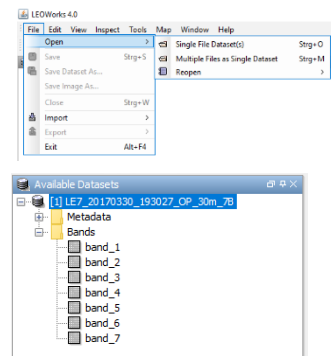 LEOWorks 4.0
File Edit View Inspect Tools Map Window Help
Open > Single File Dataset(s) Strg+O
Save Strg+S Multiple Files as Single Dataset Strg+M
Save Dataset As... Reopen >
Save Image As...
Close Strg+W
Import >
Export >
Exit Alt+F4
Available Datasets
[1] LE7_20170330_193027_OP_30m_7B
Metadata
Bands
band_1
band_2
band_3
band_4
band_5
band_6
band_7